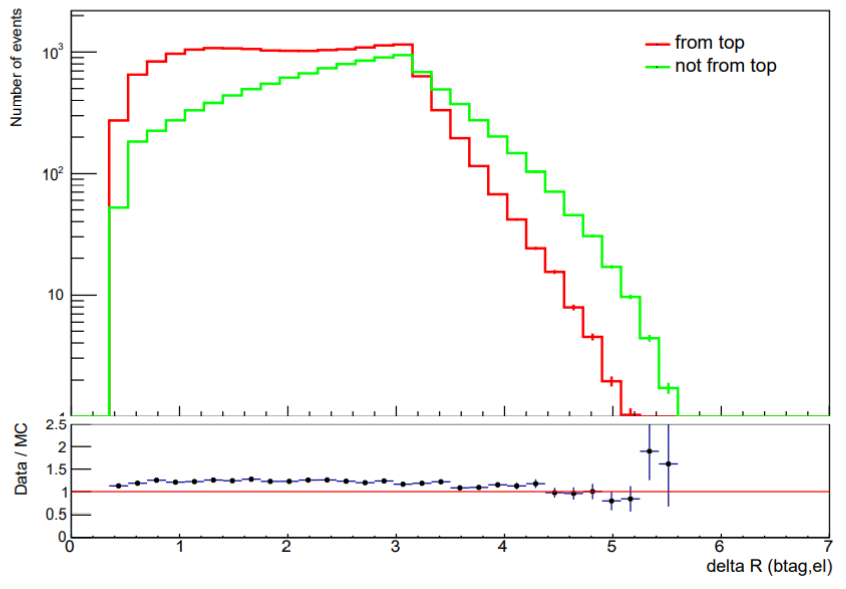 Number of events
10³
10²
10
1
from top
not from top
Data / MC
2.5
2
1.5
1
0.5
0
0 1 2 3 4 5 6 7
delta R (btag,el)